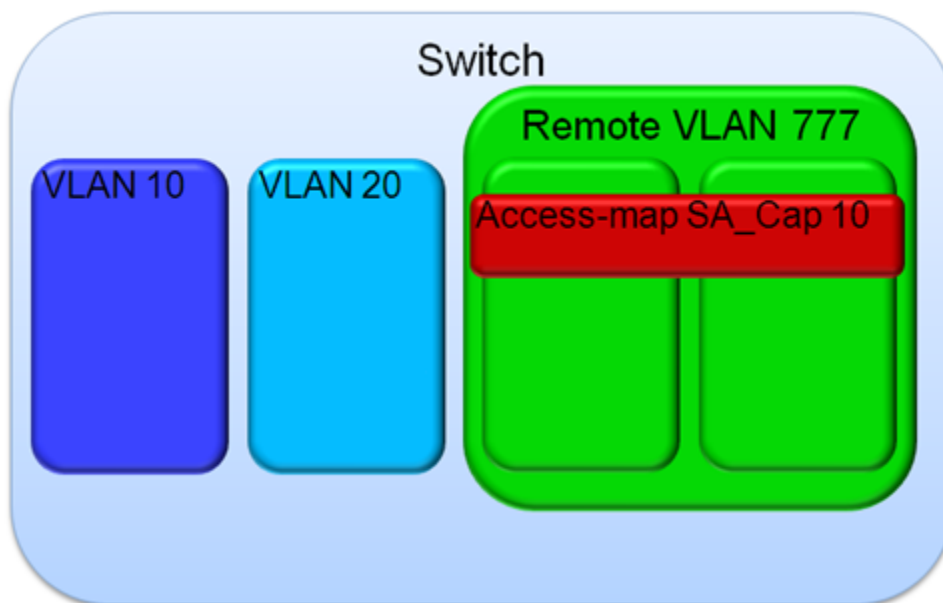 Switch
Remote VLAN 777
VLAN 10
VLAN 20
Access-map SA_Cap 10